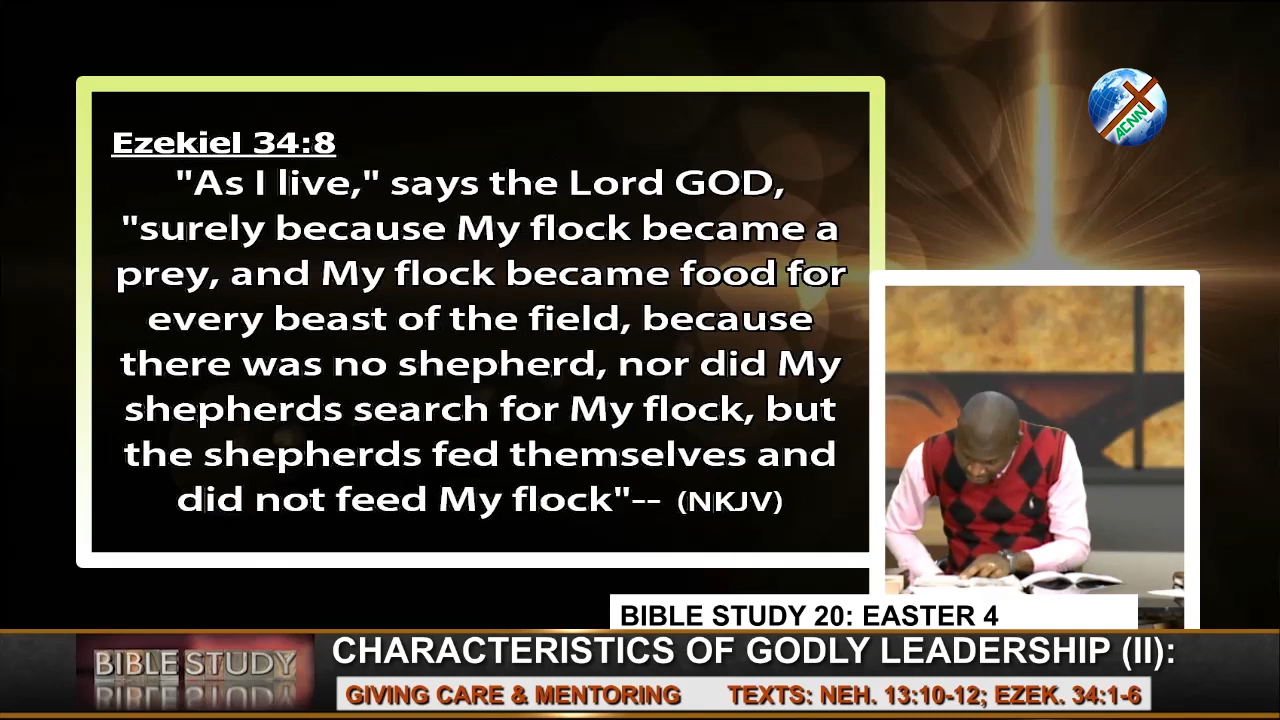 ACNN
Ezekiel 34:8
"As I live," says the Lord GOD,
"surely because My flock became a
prey, and My flock became food for
every beast of the field, because
there was no shepherd, nor did My
shepherds search for My flock, but
the shepherds fed themselves and
did not feed My flock"-- (NKJV)
BIBLE STUDY 20: EASTER 4
BIBLE STUDY
CHARACTERISTICS OF GODLY LEADERSHIP (II):
GIVING CARE & MENTORING TEXTS: NEH. 13:10-12; EZEK. 34:1-6